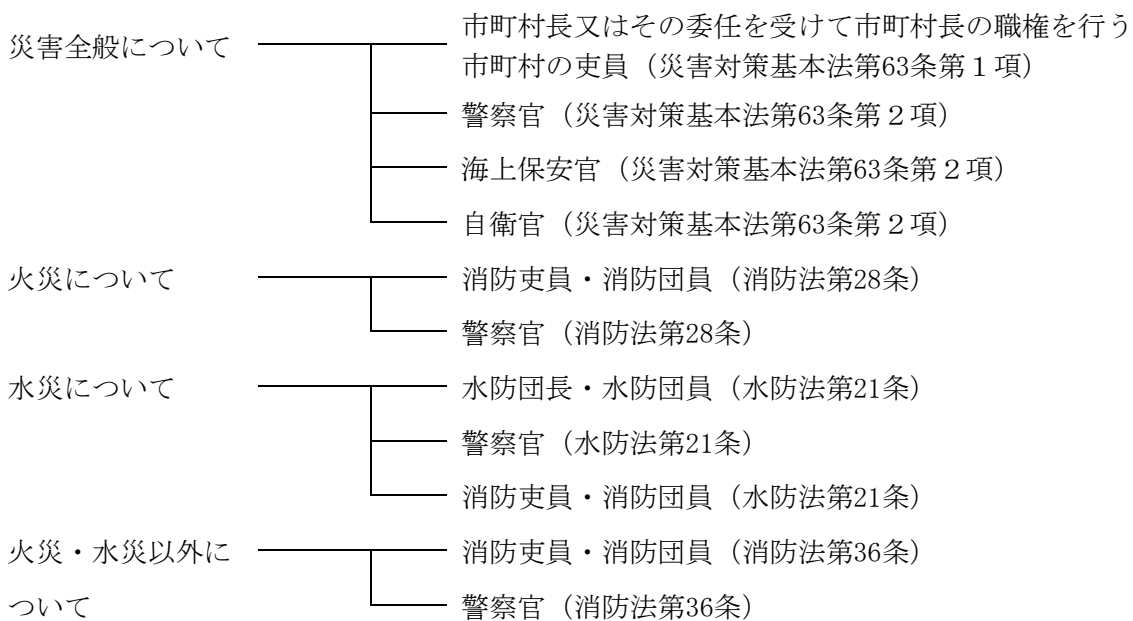 災害全般について
市町村長又はその委任を受けて市町村長の職権を行う
市町村の吏員（災害対策基本法第63条第１項）
警察官（災害対策基本法第63条第２項）
海上保安官（災害対策基本法第63条第２項）
自衛官（災害対策基本法第63条第２項）
火災について
消防吏員・消防団員（消防法第28条）
警察官（消防法第28条）
水災について
水防団長・水防団員（水防法第21条）
警察官（水防法第21条）
消防吏員・消防団員（水防法第21条）
火災・水災以外に
ついて
消防吏員・消防団員（消防法第36条）
警察官（消防法第36条）